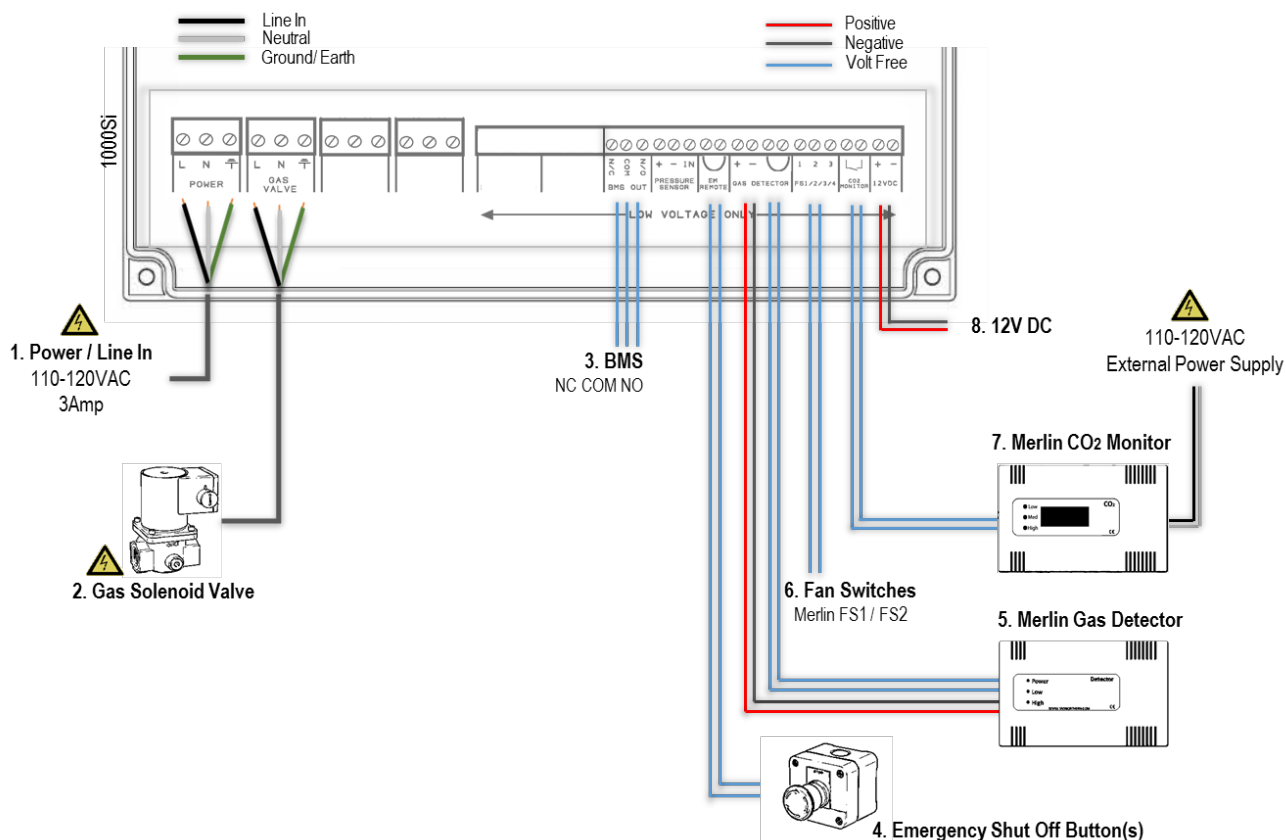 Line In
Neutral
Ground/ Earth
Positive
Negative
Volt Free
1000Si
L N
POWER
L N
GAS
VALVE
N/C COM N/O
BMS OUT
+ - IN
PRESSURE
SENSOR
EM
REMOTE
+ -
GAS DETECTOR
1 2 3
FS1/2/3/4
CO2
MONITOR
+ -
12VDC
LOW VOLTAGE ONLY
1. Power / Line In
110-120VAC
3Amp
2. Gas Solenoid Valve
3. BMS
NC COM NO
8. 12V DC
110-120VAC
External Power Supply
7. Merlin CO2 Monitor
Low
Med
High
CO2
CE
6. Fan Switches
Merlin FS1 / FS2
5. Merlin Gas Detector
Power
Low
High
Detector
CE
4. Emergency Shut Off Button(s)